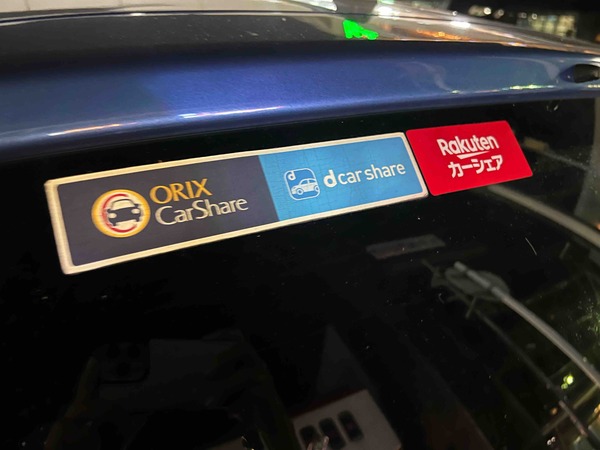 ORIX
CarShare
d
d car share
Rakuten
カーシェア